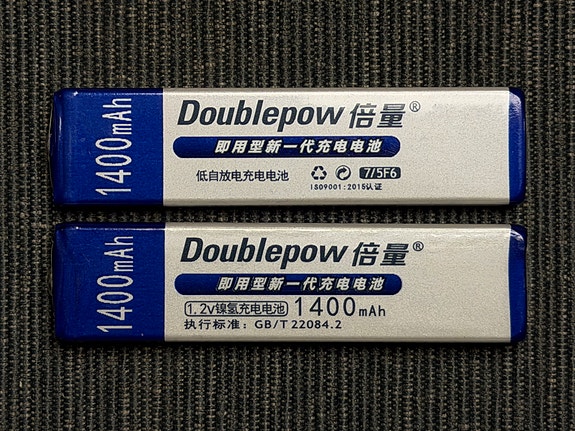 1400mAh
Doublepow 倍量®
即用型新一代充电电池
低自放电充电电池
7/5F6
ISO9001:2015认证
1400mAh
Doublepow 倍量®
即用型新一代充电电池
1.2v镍氢充电电池 1400mAh
执行标准: GB/T 22084.2